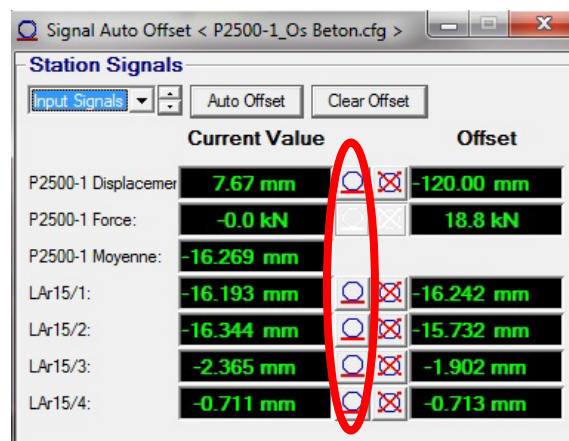 Signal Auto Offset < P2500-1_Os Beton.cfg >
Station Signals
Input Signals Auto Offset Clear Offset
Current Value Offset
P2500-1 Displacemer 7.67 mm -120.00 mm
P2500-1 Force: -0.0 kN 18.8 kN
P2500-1 Moyenne: -16.269 mm
LAr15/1: -16.193 mm -16.242 mm
LAr15/2: -16.344 mm -15.732 mm
LAr15/3: -2.365 mm -1.902 mm
LAr15/4: -0.711 mm -0.713 mm